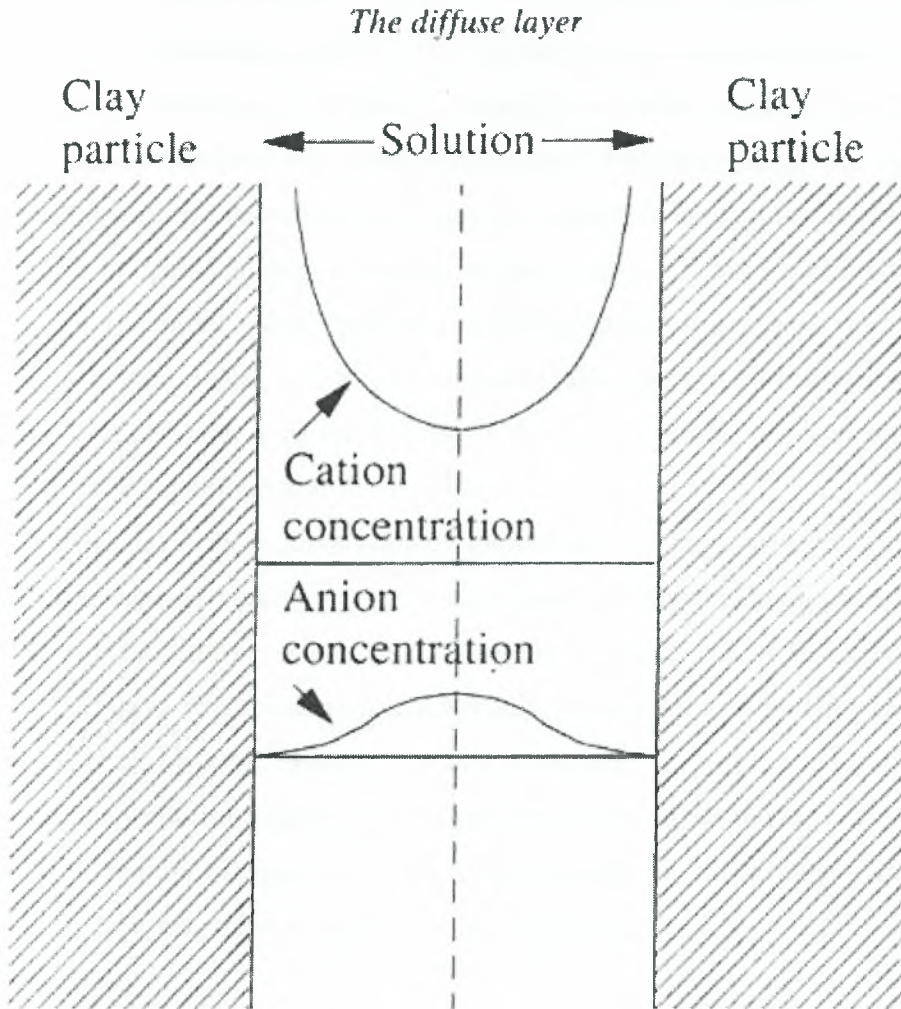 The diffuse layer
Clay
particle
Solution
Clay
particle
Cation
concentration
Anion
concentration